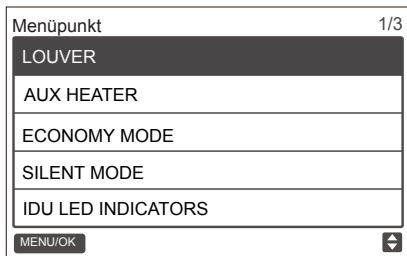 Menüpunkt 1/3
LOUVER
AUX HEATER
ECONOMY MODE
SILENT MODE
IDU LED INDICATORS
MENU/OK